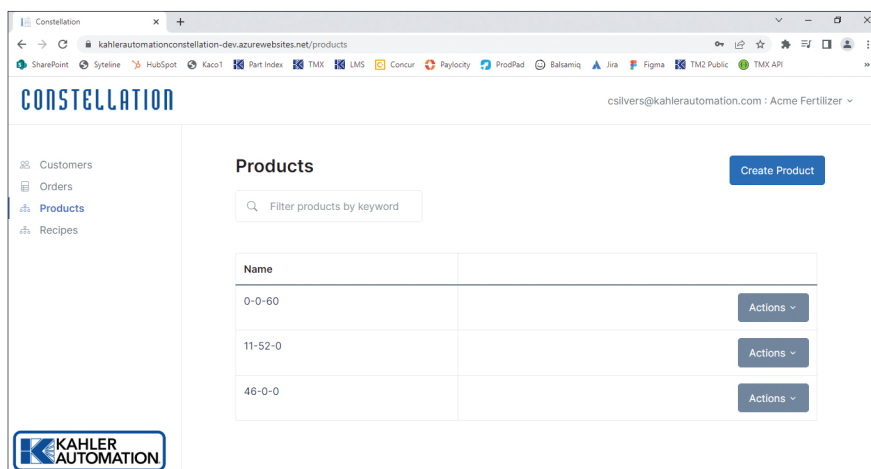 Constellation
kahlerautomationconstellation-dev.azurewebsites.net/products
SharePoint Syteline HubSpot Kaco1 Part Index TMX LMS Concur Paylocity ProdPad Balsamiq Jira Figma TM2 Public TMX API
CONSTELLATION
csilvers@kahlerautomation.com : Acme Fertilizer
Customers
Orders
Products
Recipes
Products
Create Product
Filter products by keyword
Name
0-0-60 Actions
11-52-0 Actions
46-0-0 Actions
KAHLER
AUTOMATION